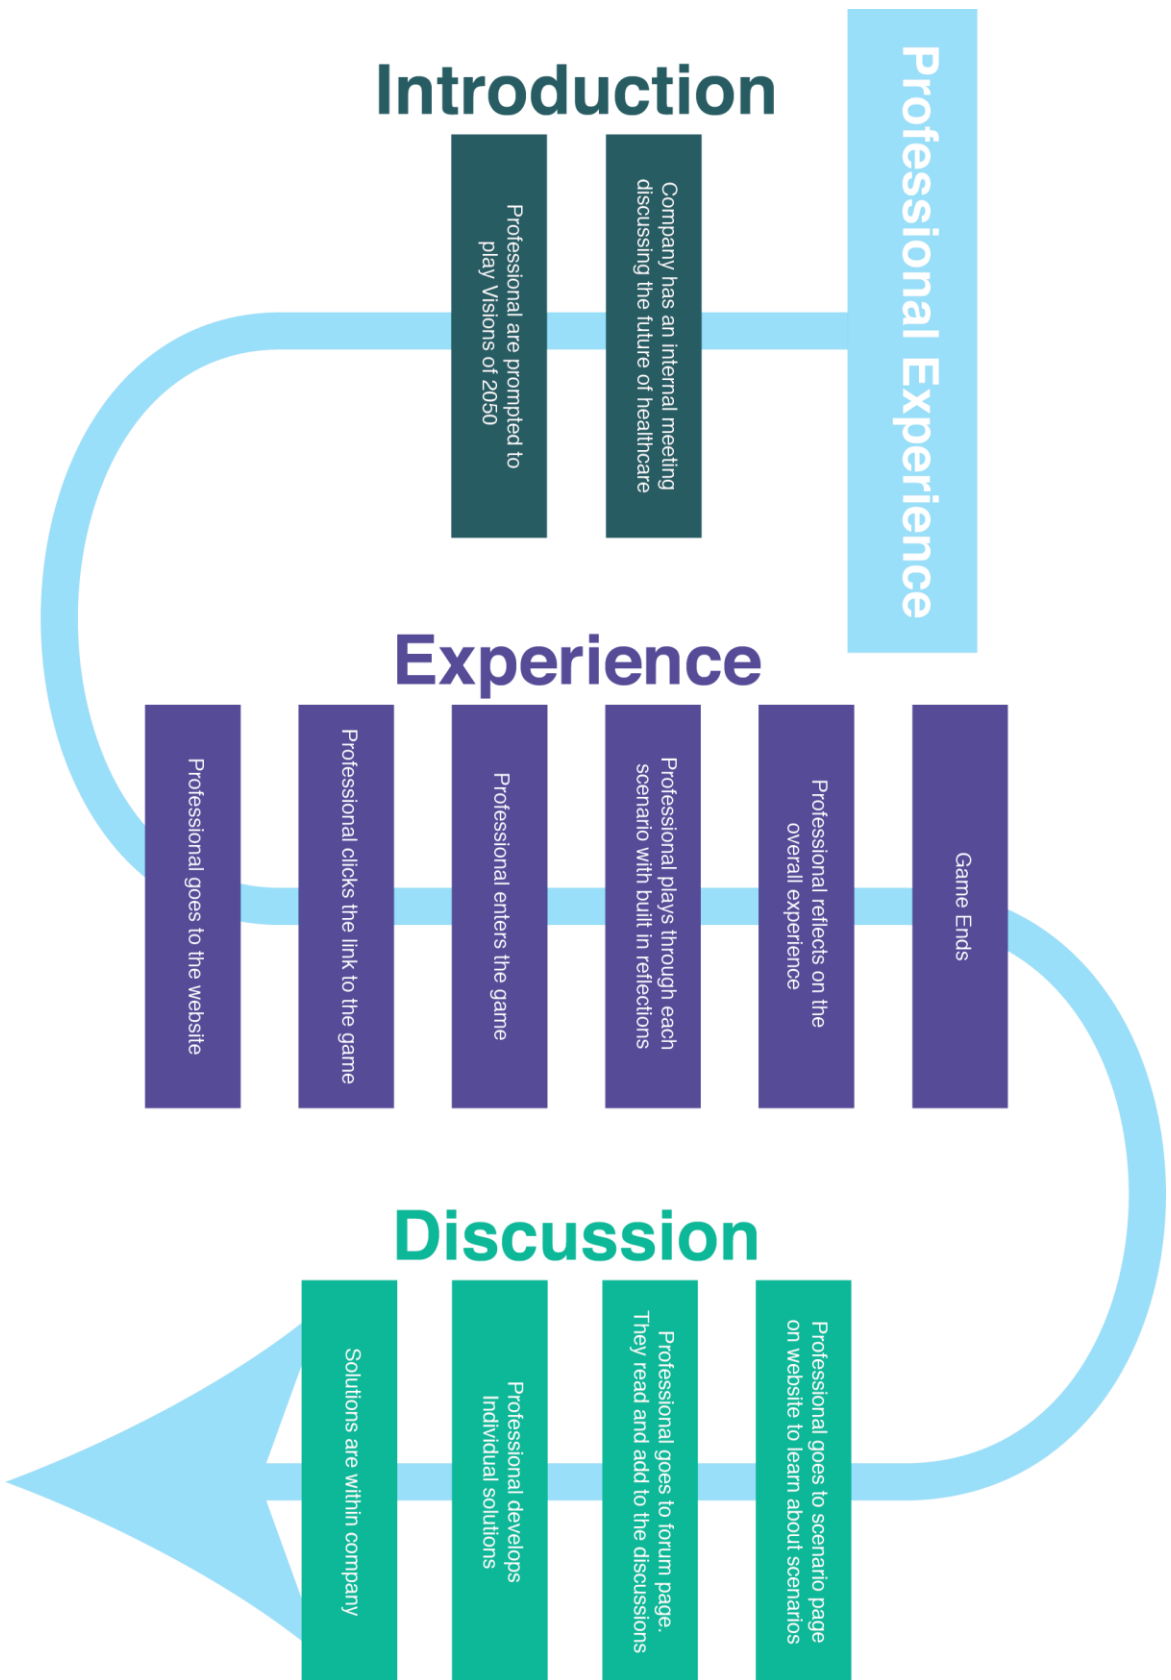 Professional Experience
Introduction
Company has an internal meeting
discussing the future of healthcare
Professional are prompted to
play Visions of 2050
Experience
Professional goes to the website
Professional clicks the link to the game
Professional enters the game
Professional plays through each
scenario with built in reflections
Professional reflects on the
overall experience
Game Ends
Discussion
Professional goes to scenario page
on website to learn about scenarios
Professional goes to forum page.
They read and add to the discussions
Professional develops
Individual solutions
Solutions are within company